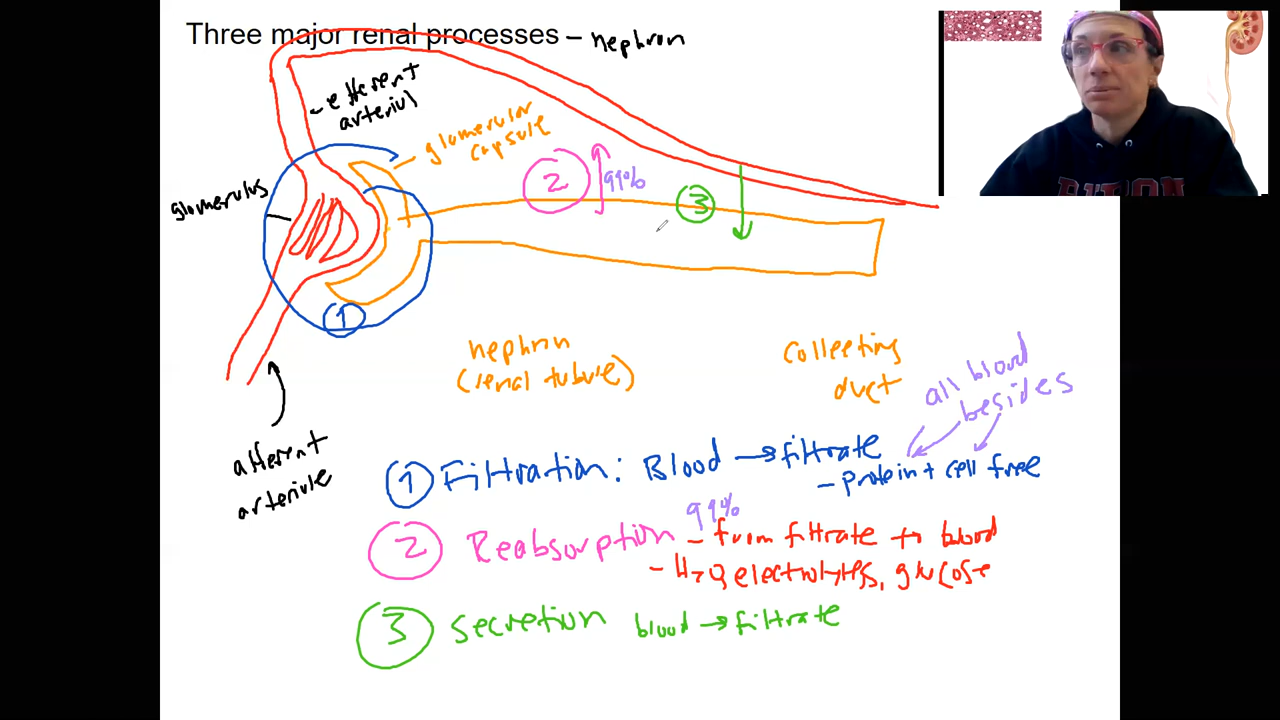 Three major renal processes – nephron
– efferent
arteriol
– glomerular
capsule
2
99%
3
glomerulus
1
nephron
(renal tubule)
collecting
duct
all blood
besides
afferent
arteriole
1 Filtration: Blood → filtrate
– protein + cell free
99%
2 Reabsorption – from filtrate to blood
– H2O, electrolytes, glucose
3 secretion blood → filtrate